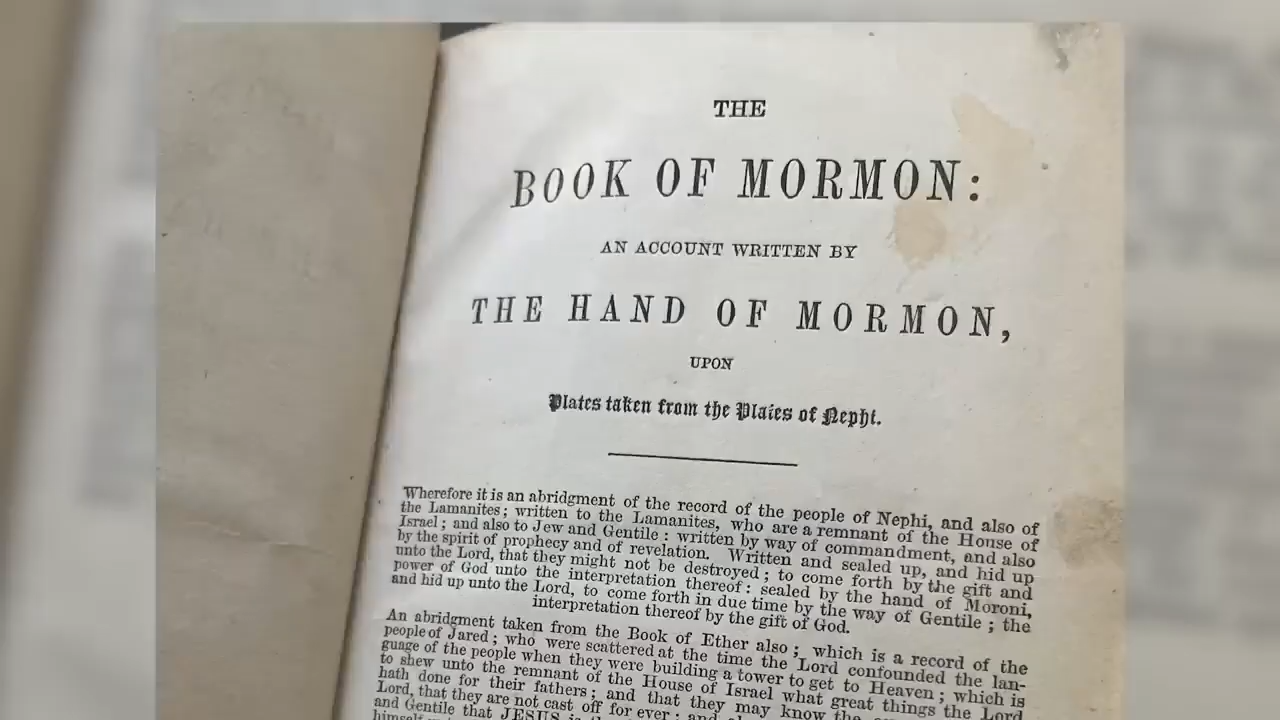 THE
BOOK OF MORMON:
AN ACCOUNT WRITTEN BY
THE HAND OF MORMON,
UPON
Plates taken from the Plates of Nephi.
Wherefore it is an abridgment of the record of the people of Nephi, and also of
the Lamanites; written to the Lamanites, who are a remnant of the House of
Israel; and also to Jew and Gentile: written by way of commandment, and also
by the spirit of prophecy and of revelation. Written and sealed up, and hid up
unto the Lord, that they might not be destroyed; to come forth by the gift and
power of God unto the interpretation thereof: sealed by the hand of Moroni,
and hid up unto the Lord, to come forth in due time by the way of Gentile; the
interpretation thereof by the gift of God.
An abridgment taken from the Book of Ether also; which is a record of the
people of Jared; who were scattered at the time the Lord confounded the lan-
guage of the people when they were building a tower to get to Heaven; which is
to shew unto the remnant of the House of Israel what great things the Lord
hath done for their fathers; and that they may know the
Lord, that they are not cast off for ever; and
and Gentile that JESUS is the
himself